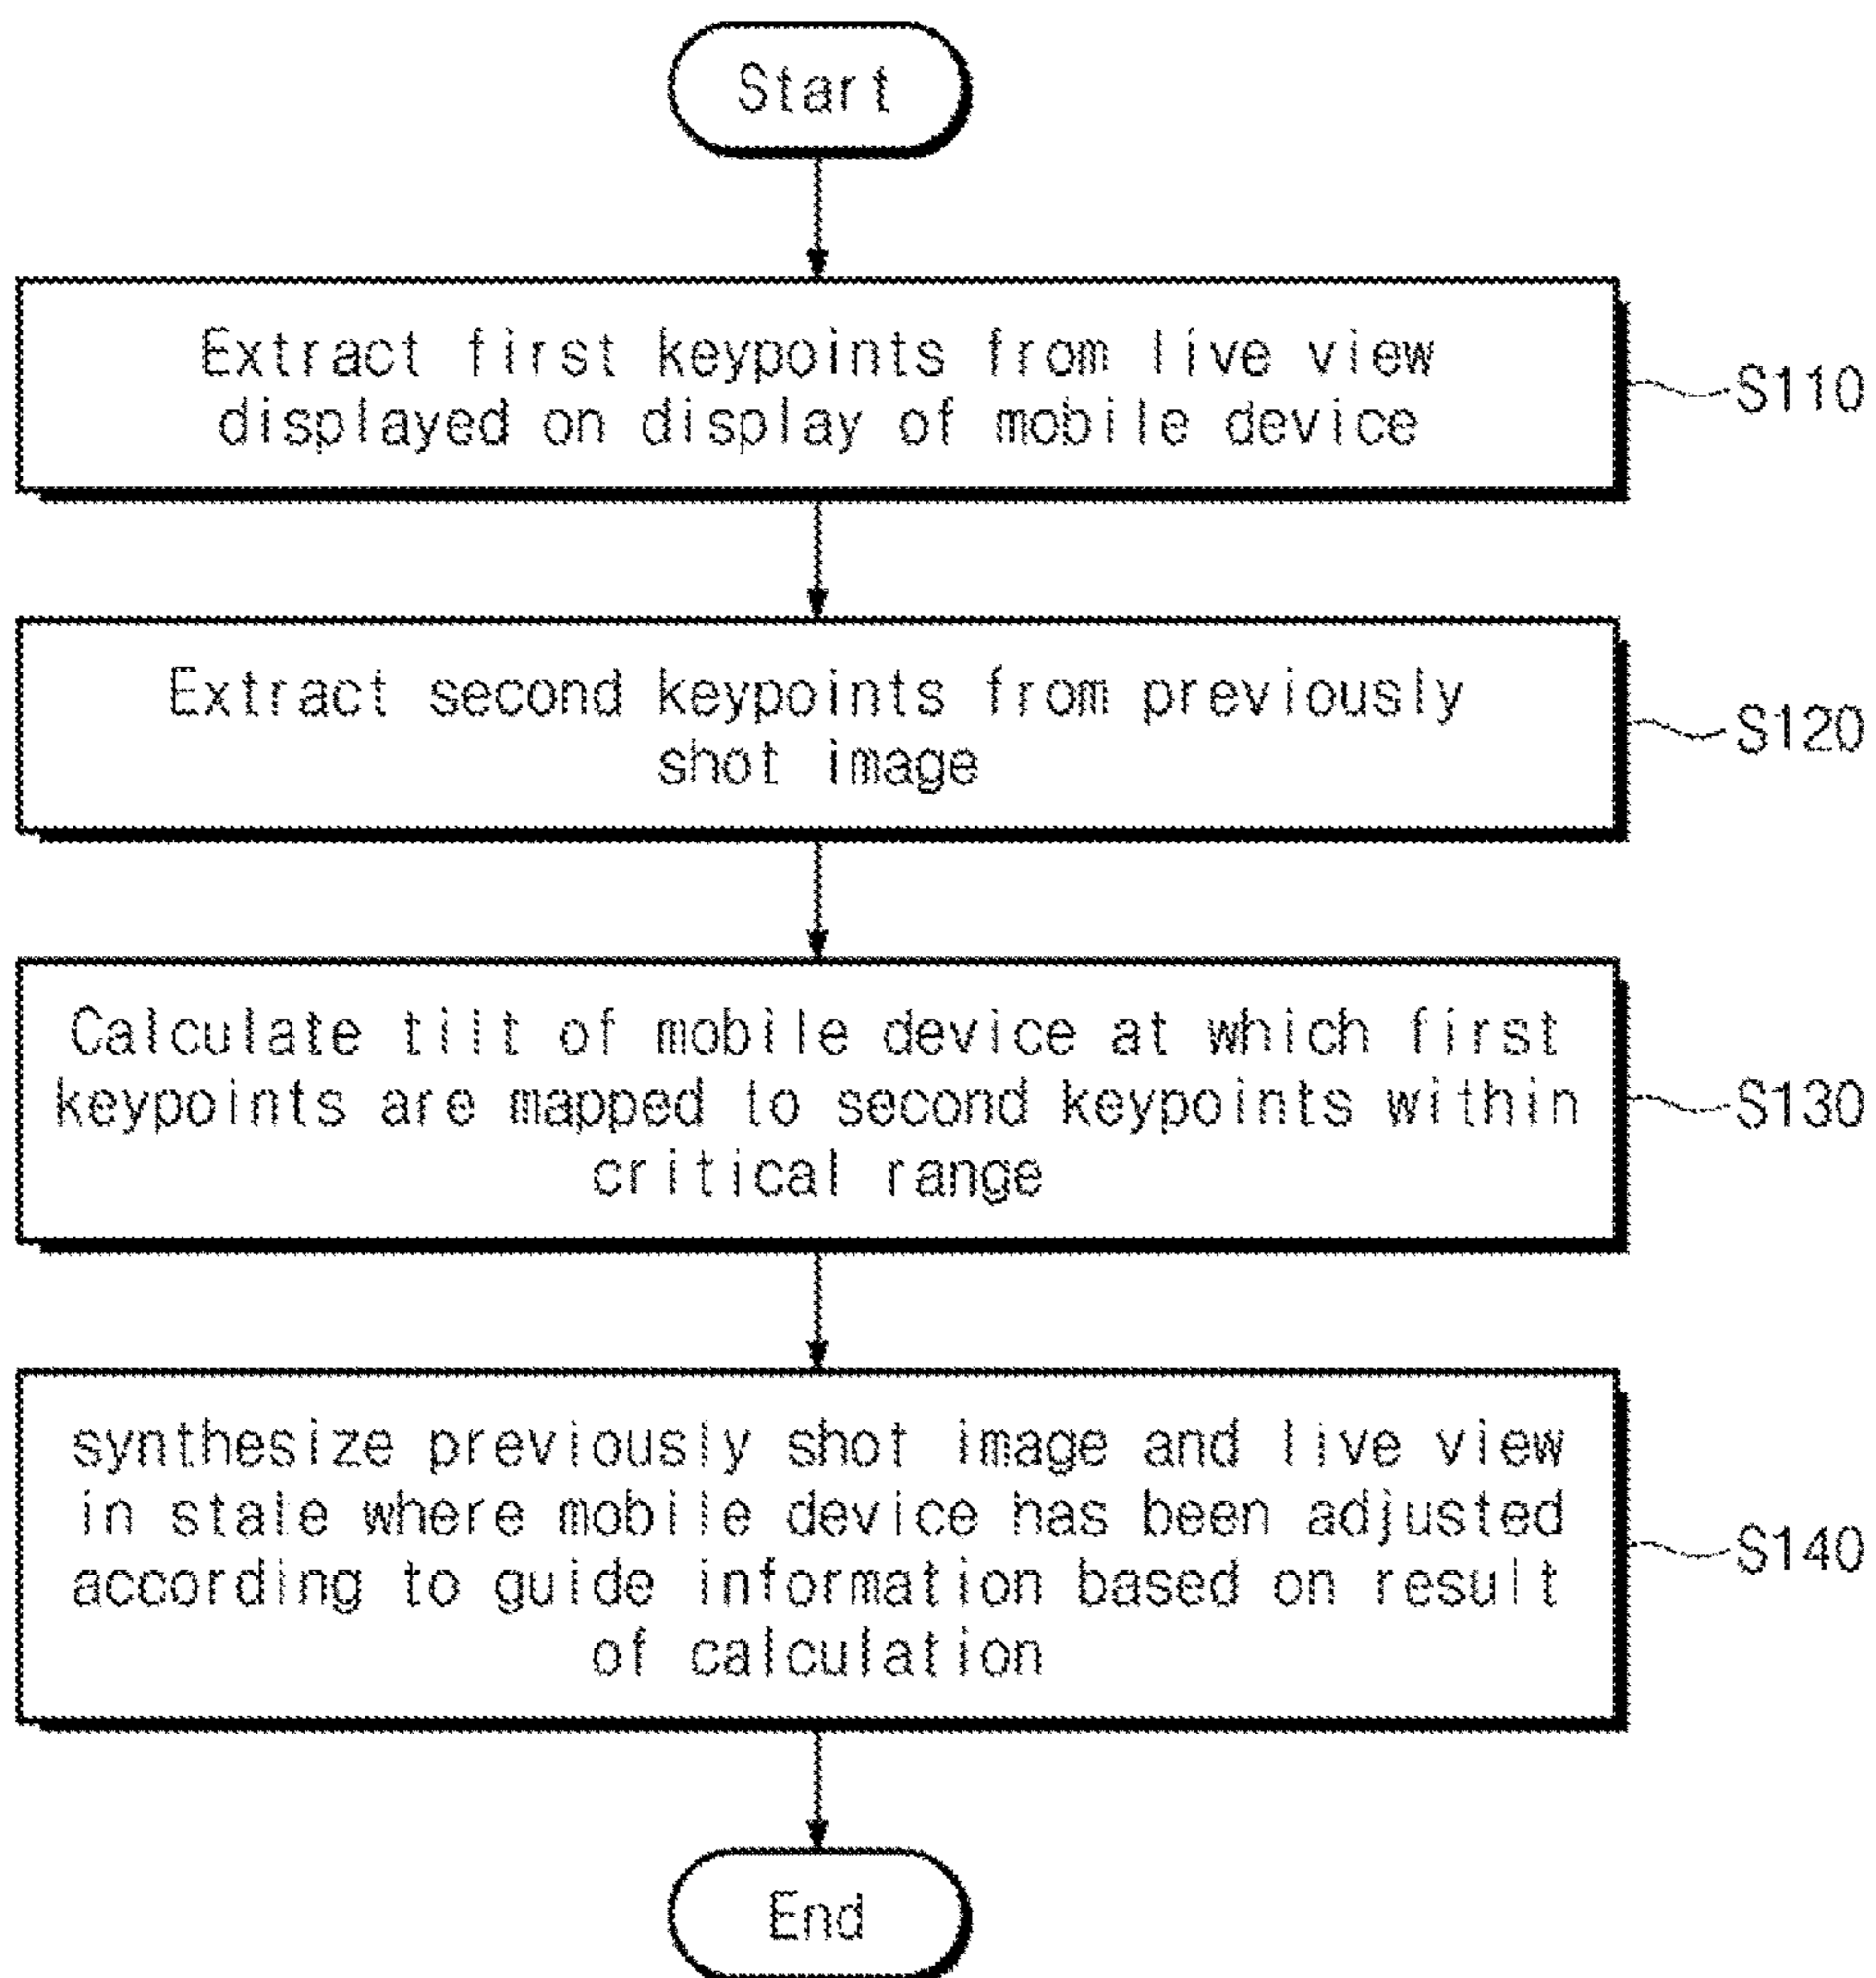 Start
Extract first keypoints from live view
displayed on display of mobile device
S110
Extract second keypoints from previously
shot image
S120
Calculate tilt of mobile device at which first
keypoints are mapped to second keypoints within
critical range
S130
synthesize previously shot image and live view
in state where mobile device has been adjusted
according to guide information based on result
of calculation
S140
End